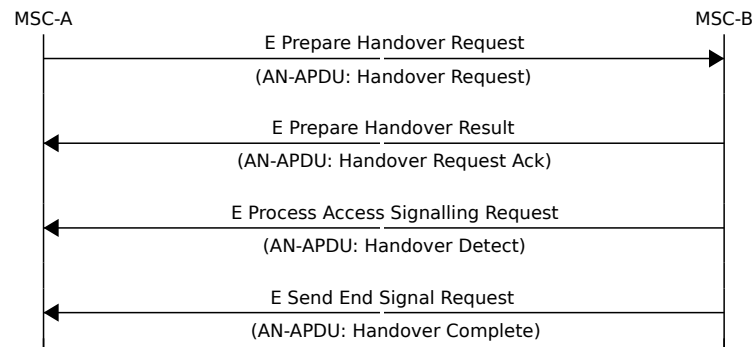 MSC-A
MSC-B
E Prepare Handover Request
(AN-APDU: Handover Request)
E Prepare Handover Result
(AN-APDU: Handover Request Ack)
E Process Access Signalling Request
(AN-APDU: Handover Detect)
E Send End Signal Request
(AN-APDU: Handover Complete)